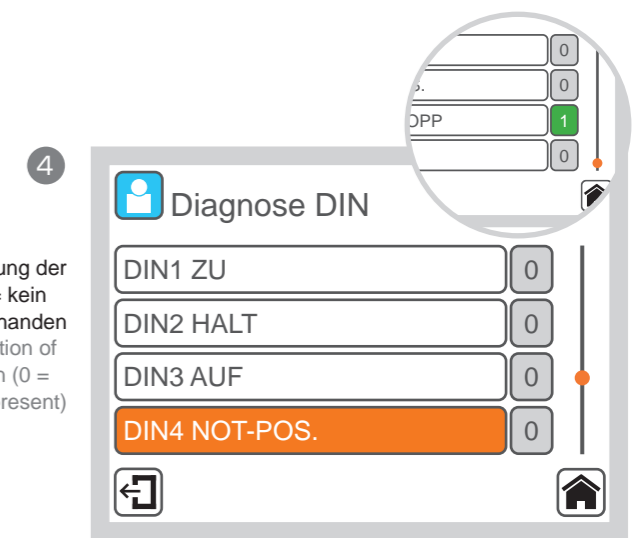 0
0
OPP 1
0
4
Diagnose DIN
DIN1 ZU 0
DIN2 HALT 0
DIN3 AUF 0
DIN4 NOT-POS. 0
ung der
kein
handen
tion of
(0 =
resent)